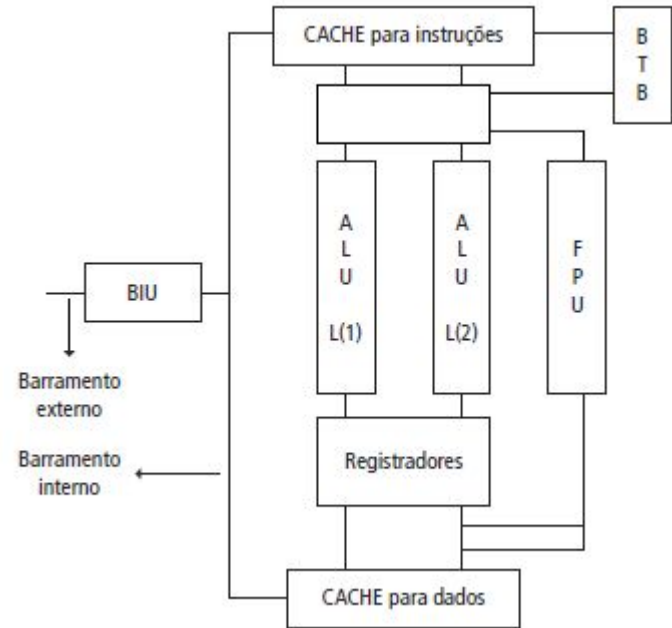 CACHE para instruções
B
T
B
A
L
U
L(1)
A
L
U
L(2)
F
P
U
BIU
Barramento
externo
Barramento
interno
Registradores
CACHE para dados